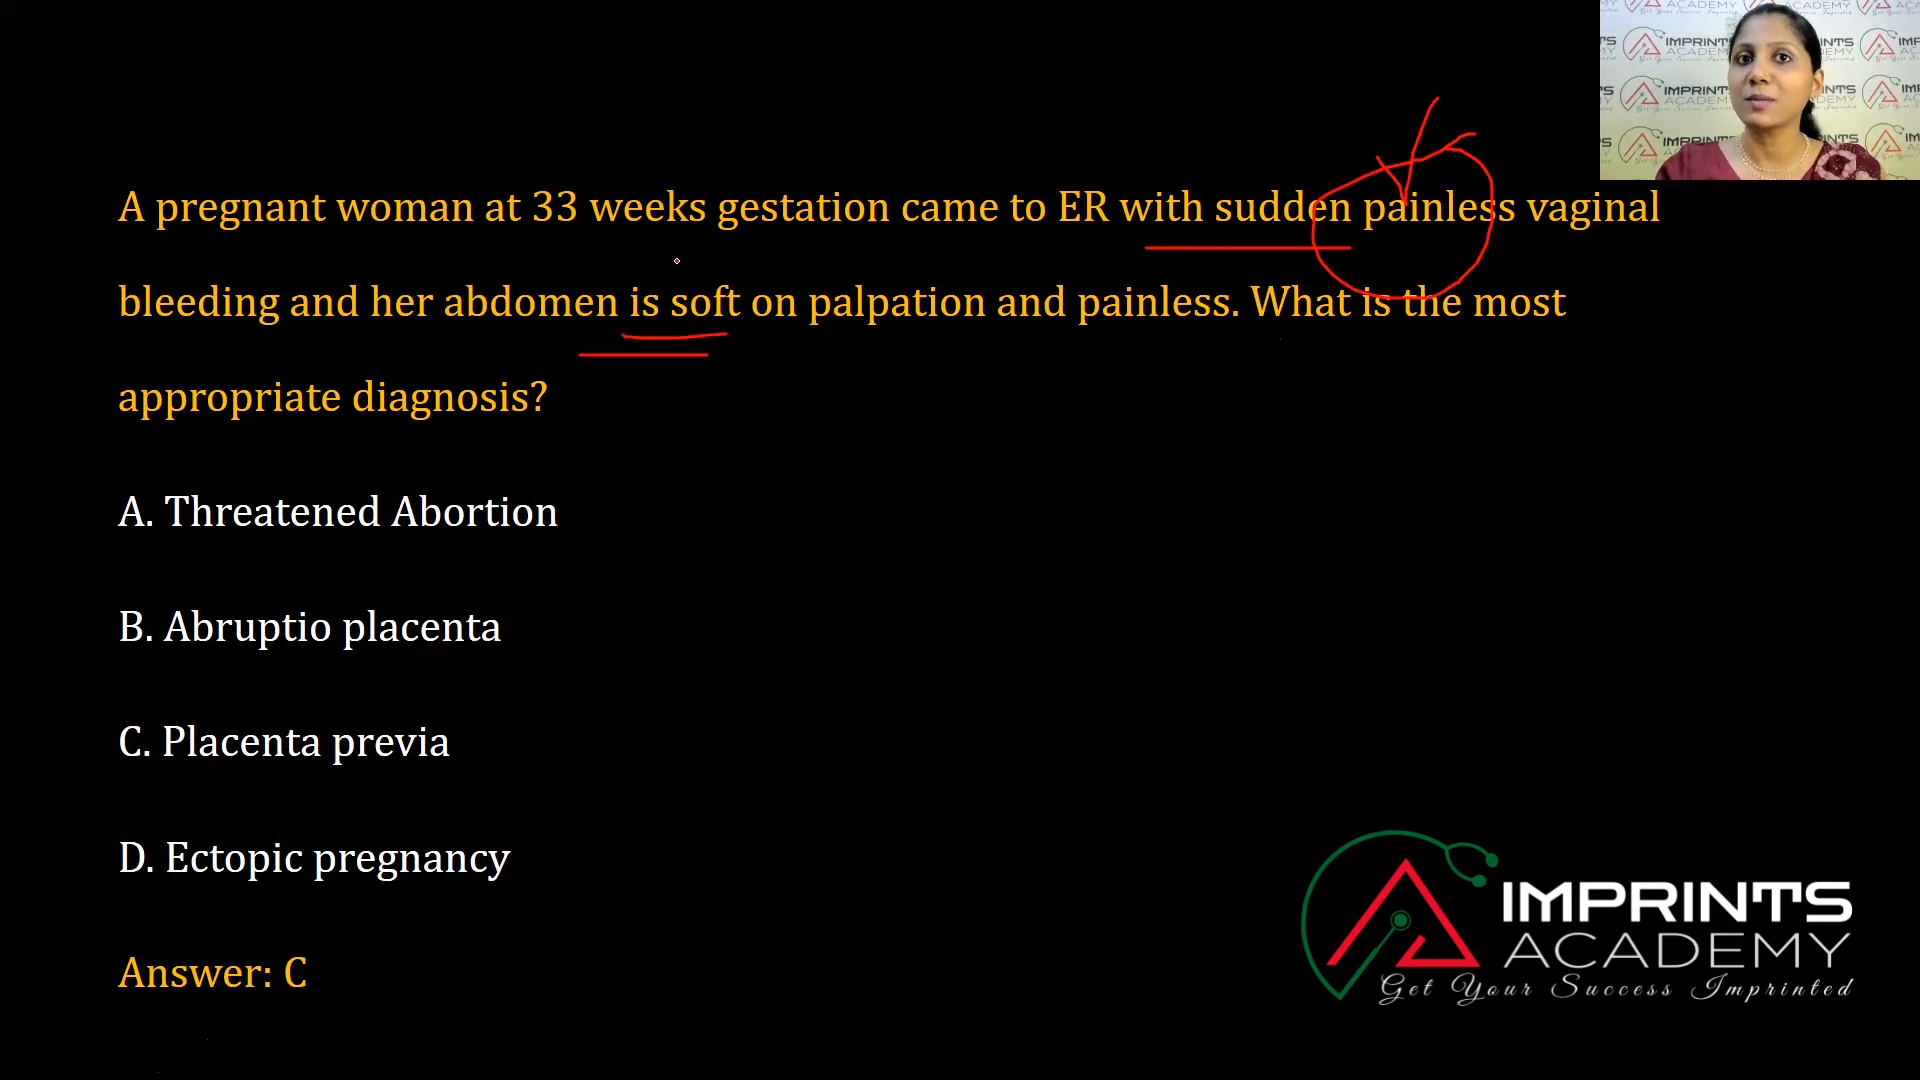 A pregnant woman at 33 weeks gestation came to ER with sudden painless vaginal
bleeding and her abdomen is soft on palpation and painless. What is the most
appropriate diagnosis?
A. Threatened Abortion
B. Abruptio placenta
C. Placenta previa
D. Ectopic pregnancy
Answer: C
IMPRINTS
ACADEMY
Get Your Success Imprinted